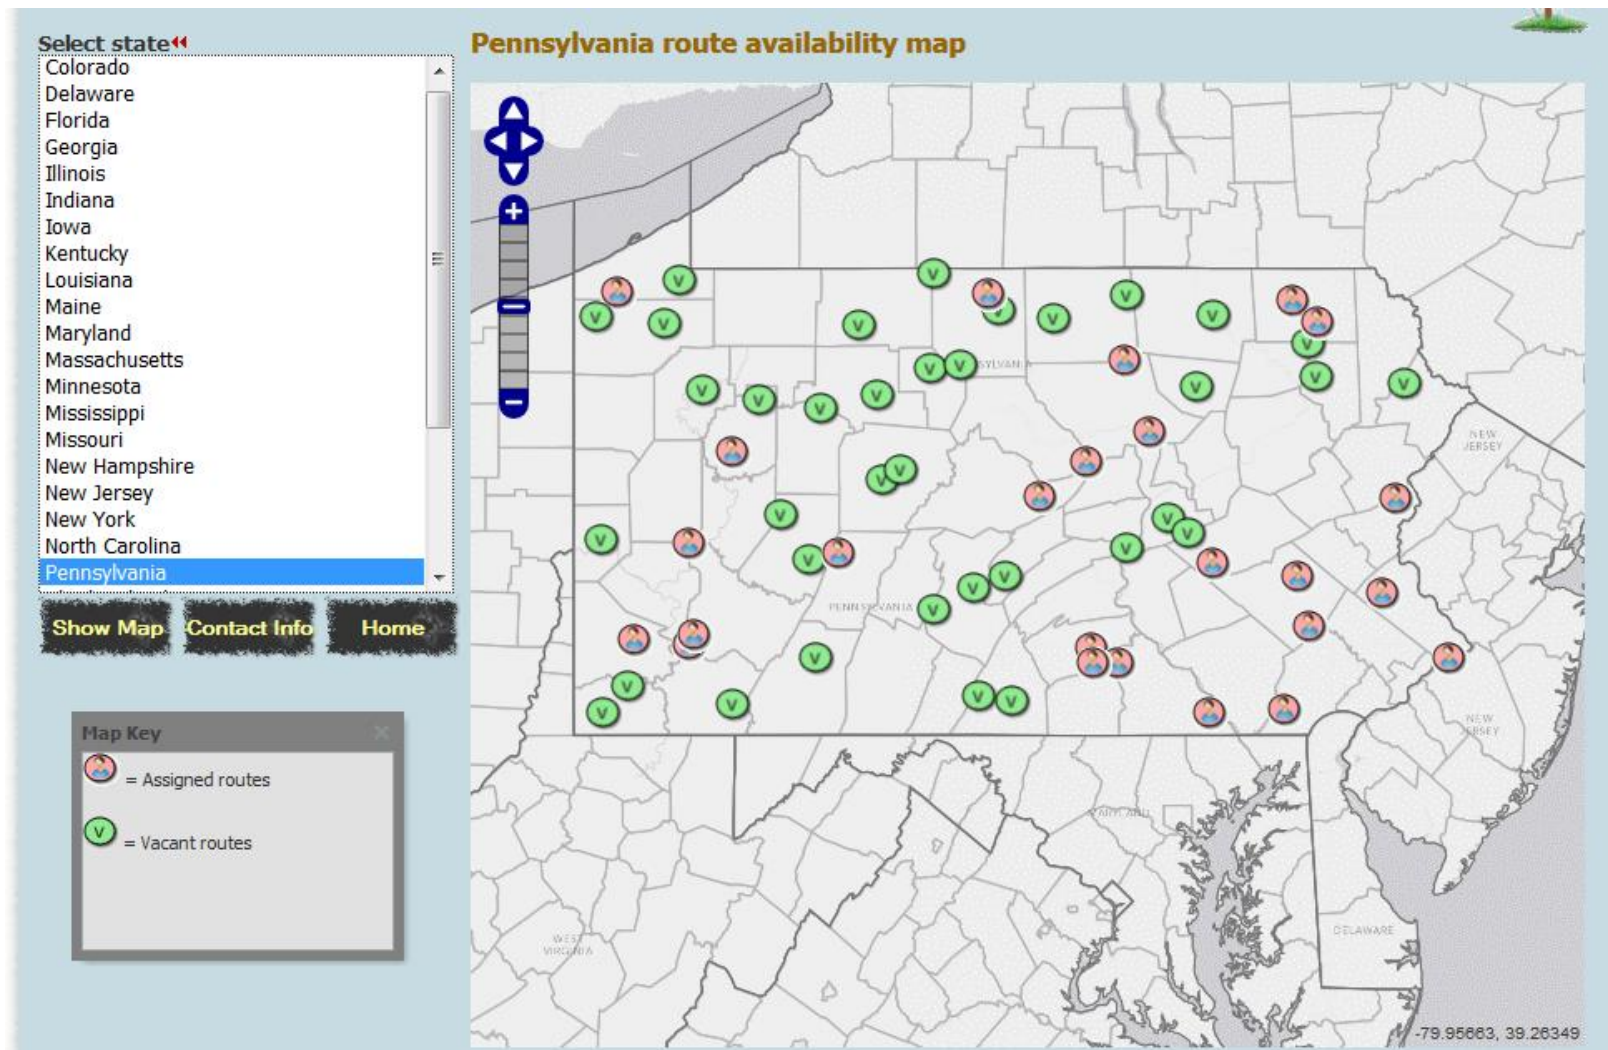 Select state
Colorado
Delaware
Florida
Georgia
Illinois
Indiana
Iowa
Kentucky
Louisiana
Maine
Maryland
Massachusetts
Minnesota
Mississippi
Missouri
New Hampshire
New Jersey
New York
North Carolina
Pennsylvania
Show Map Contact Info Home
Map Key
= Assigned routes
V = Vacant routes
Pennsylvania route availability map
SYLVANIA
NEW
JERSEY
PENNSYLVANIA
NEW
JERSEY
MARYLAND
WEST
VIRGINIA
DELAWARE
-79.95663, 39.26349